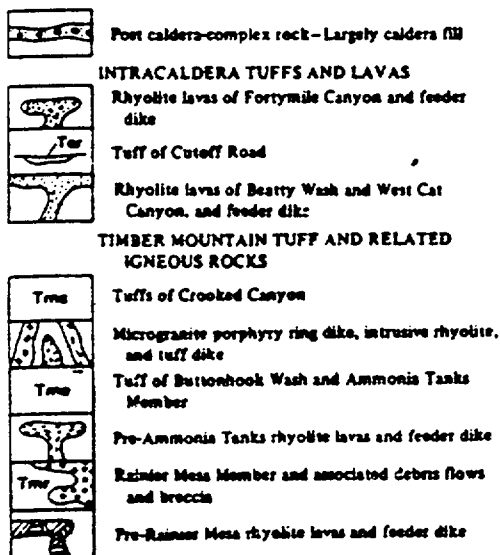 Post caldera-complex rock–Largely caldera fill
INTRACALDERA TUFFS AND LAVAS
Rhyolite lavas of Fortymile Canyon and feeder
dike
Tuff of Cutoff Road
Rhyolite lavas of Beatty Wash and West Cat
Canyon, and feeder dike
TIMBER MOUNTAIN TUFF AND RELATED
IGNEOUS ROCKS
Tuffs of Crooked Canyon
Microgranite porphyry ring dike, intrusive rhyolite,
and tuff dike
Tuff of Buttonhook Wash and Ammonia Tanks
Member
Pre-Ammonia Tanks rhyolite lavas and feeder dike
Tmr
Rainier Mesa Member and associated debris flows
and breccia
Pre-Rainier Mesa rhyolite lavas and feeder dike